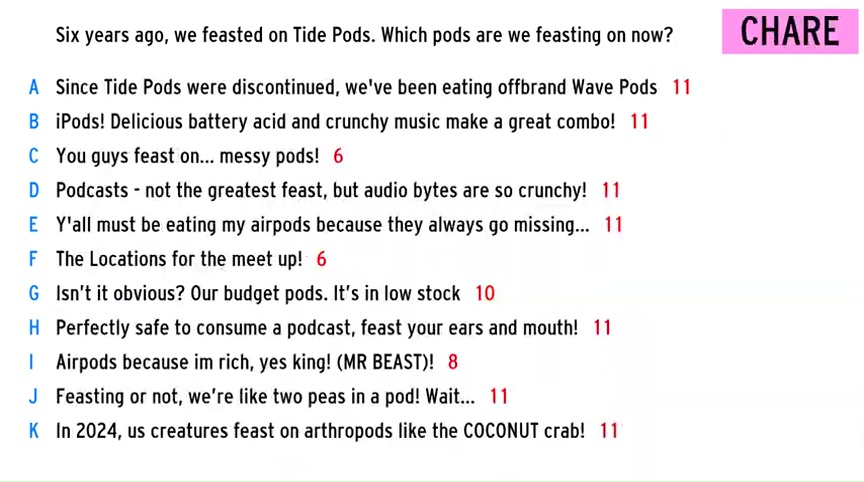 Six years ago, we feasted on Tide Pods. Which pods are we feasting on now?
CHARE
A Since Tide Pods were discontinued, we've been eating offbrand Wave Pods 11
B iPods! Delicious battery acid and crunchy music make a great combo! 11
C You guys feast on... messy pods! 6
D Podcasts - not the greatest feast, but audio bytes are so crunchy! 11
E Y'all must be eating my airpods because they always go missing... 11
F The Locations for the meet up! 6
G Isn't it obvious? Our budget pods. It's in low stock 10
H Perfectly safe to consume a podcast, feast your ears and mouth! 11
I Airpods because im rich, yes king! (MR BEAST)! 8
J Feasting or not, we're like two peas in a pod! Wait... 11
K In 2024, us creatures feast on arthropods like the COCONUT crab! 11